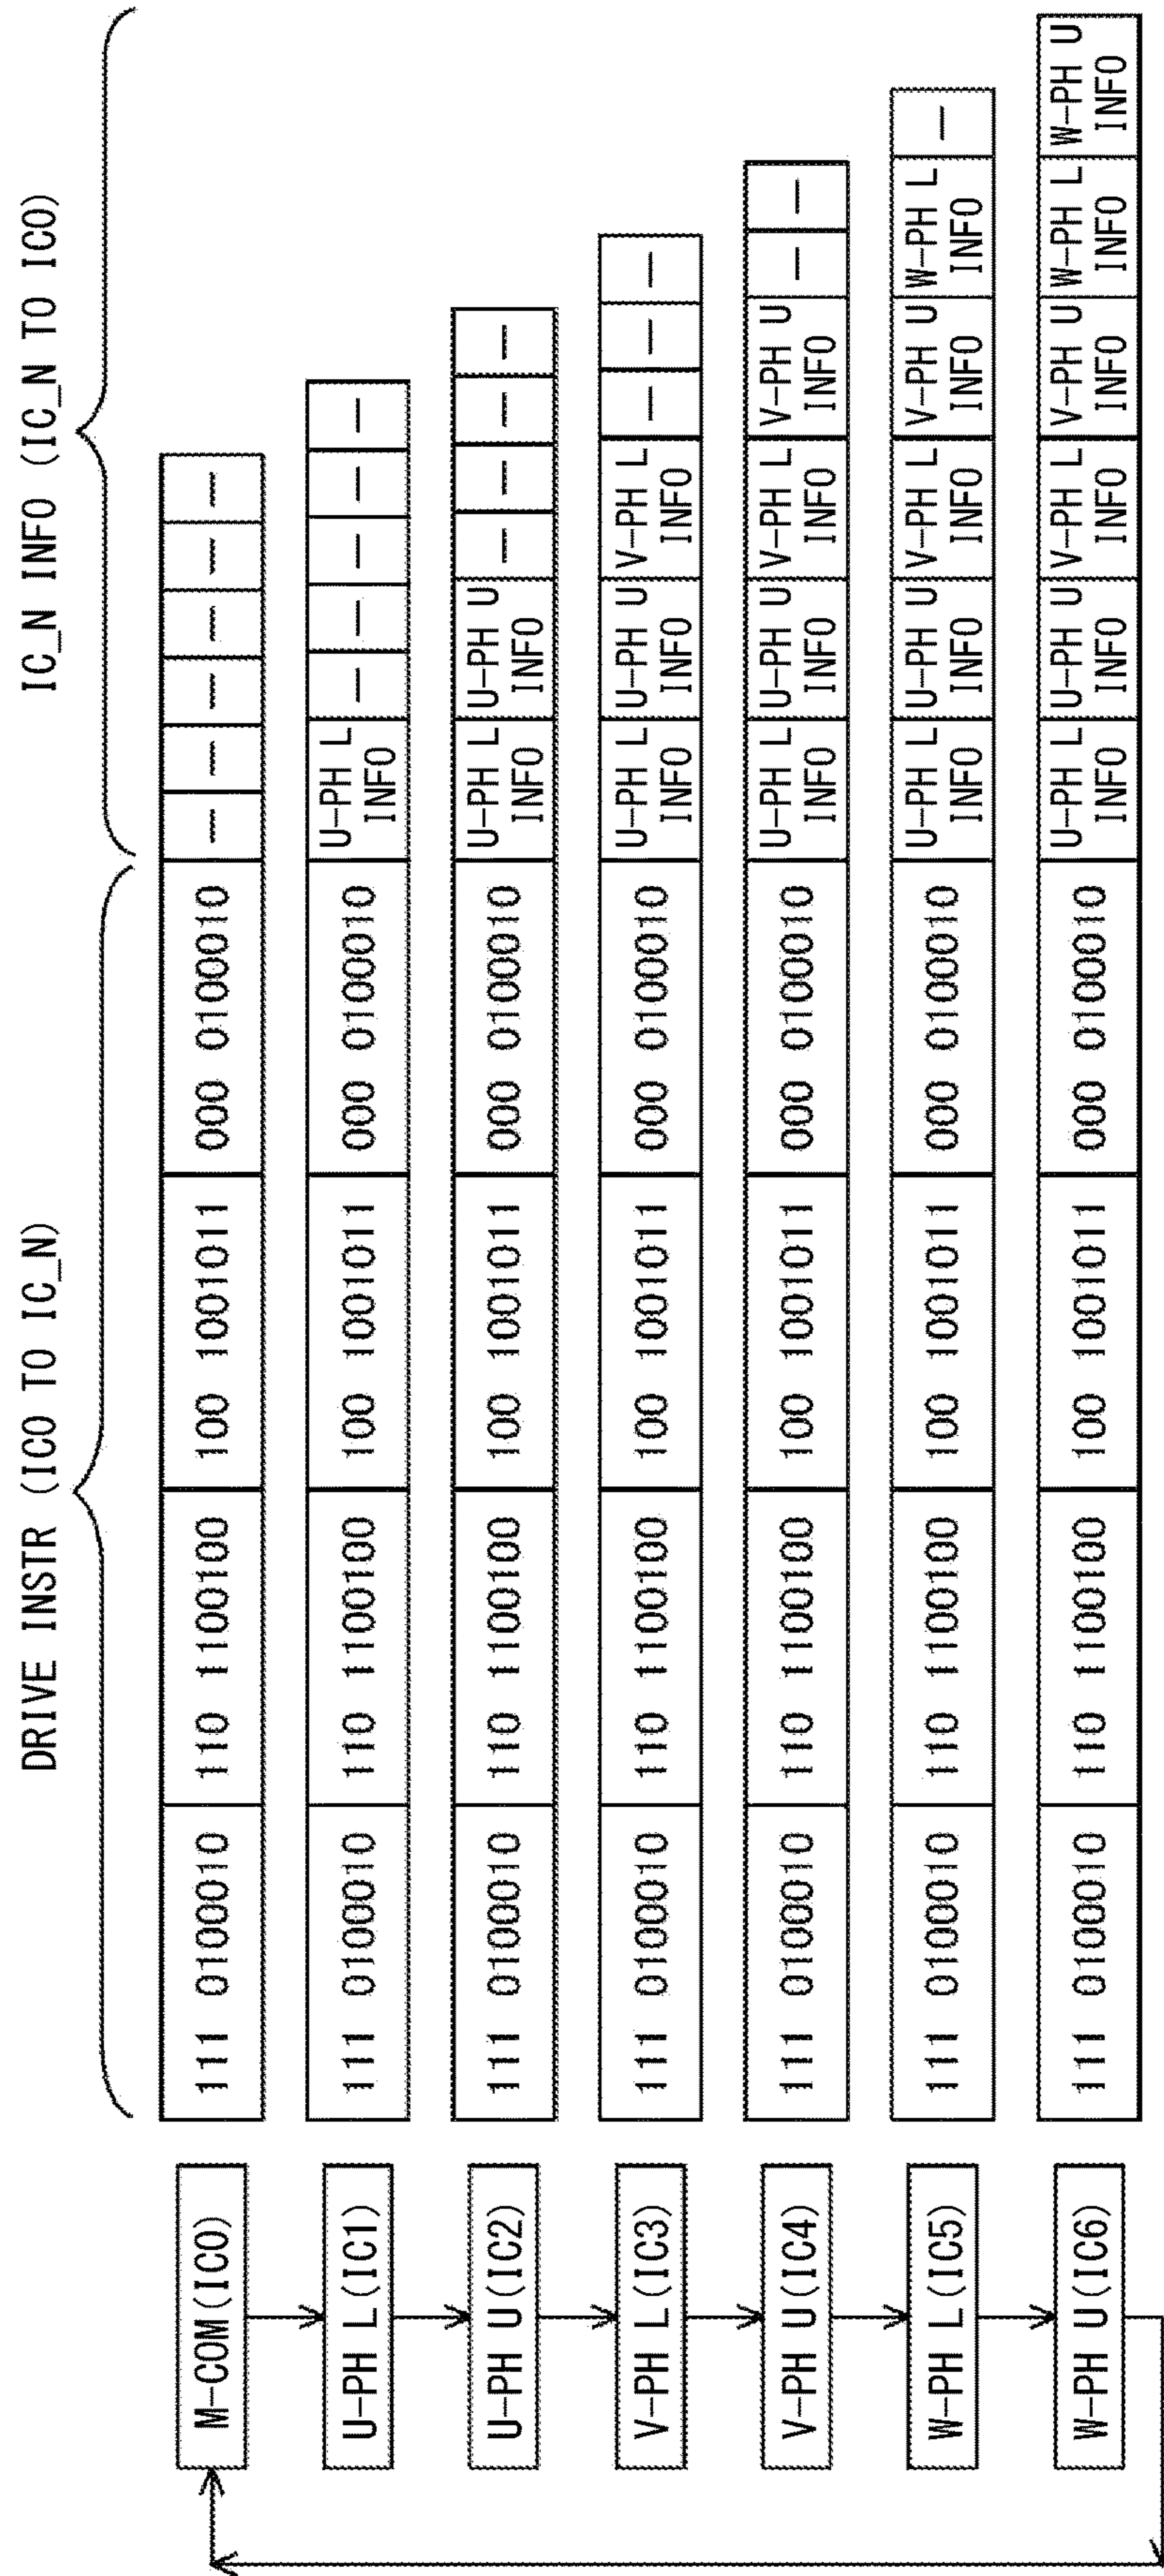 DRIVE INSTR (IC0 TO IC_N)
IC_N INFO (IC_N TO IC0)
M-COM(IC0)
111 0100010 110 1100100 100 1001011 000 0100010 — — — — — —
U-PH L(IC1)
111 0100010 110 1100100 100 1001011 000 0100010 U-PH L INFO — — — — —
U-PH U(IC2)
111 0100010 110 1100100 100 1001011 000 0100010 U-PH L INFO U-PH U INFO — — — —
V-PH L(IC3)
111 0100010 110 1100100 100 1001011 000 0100010 U-PH L INFO U-PH U INFO V-PH L INFO — — —
V-PH U(IC4)
111 0100010 110 1100100 100 1001011 000 0100010 U-PH L INFO U-PH U INFO V-PH L INFO V-PH U INFO — —
W-PH L(IC5)
111 0100010 110 1100100 100 1001011 000 0100010 U-PH L INFO U-PH U INFO V-PH L INFO V-PH U INFO W-PH L INFO —
W-PH U(IC6)
111 0100010 110 1100100 100 1001011 000 0100010 U-PH L INFO U-PH U INFO V-PH L INFO V-PH U INFO W-PH L INFO W-PH U INFO